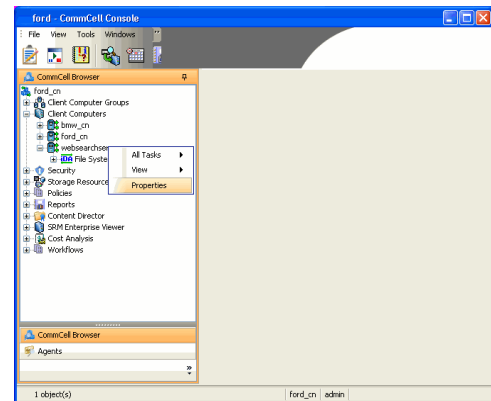 ford - CommCell Console
File View Tools Windows
CommCell Browser
ford_cn
Client Computer Groups
Client Computers
bmw_cn
ford_cn
websearchser
All Tasks
iDA File Syste
View
Security
Storage Resource
Properties
Policies
Reports
Content Director
SRM Enterprise Viewer
Cost Analysis
Workflows
CommCell Browser
Agents
1 object(s) ford_cn admin